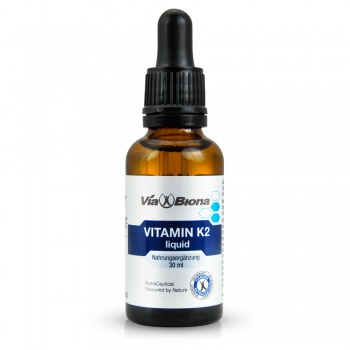 Via Biona
VITAMIN K2
liquid
Nahrungsergänzung
30 ml
NutraCeutical
Favoured by Nature